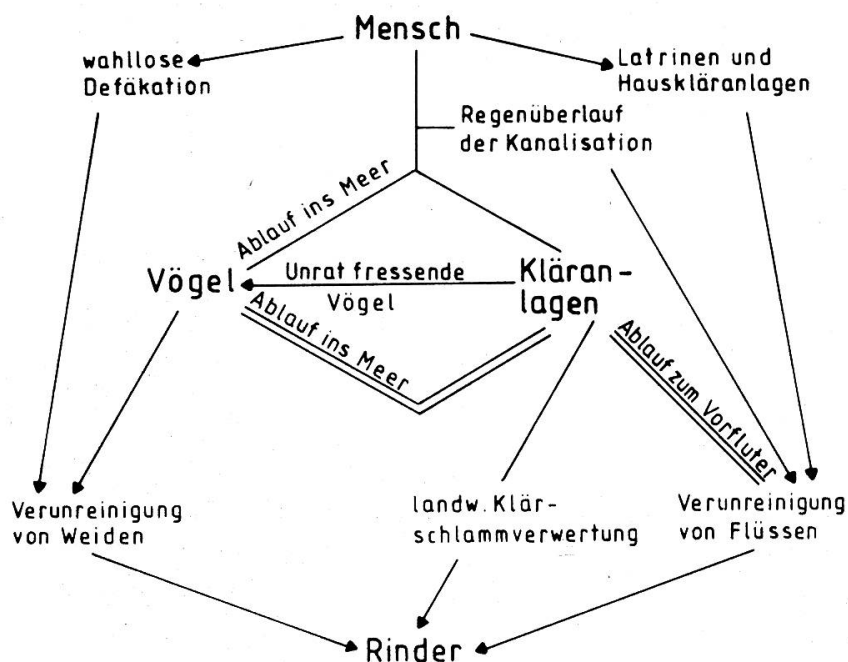 Mensch
wahllose
Defäkation
Latrinen und
Hauskläranlagen
Regenüberlauf
der Kanalisation
Ablauf ins Meer
Vögel
Unrat fressende
Vögel
Kläran-
lagen
Ablauf ins Meer
Ablauf zum Vorfluter
Verunreinigung
von Weiden
landw. Klär-
schlammverwertung
Verunreinigung
von Flüssen
Rinder